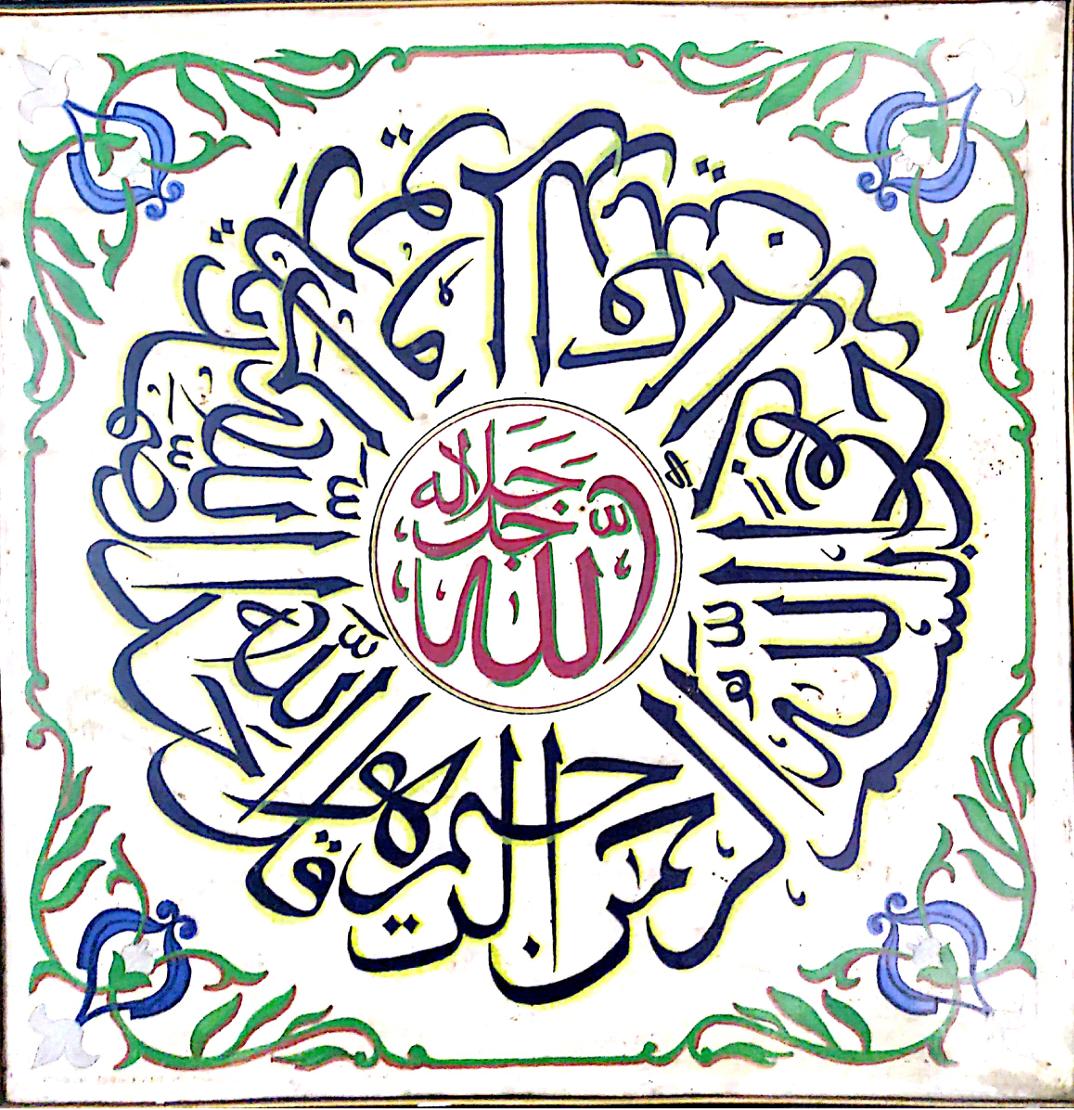 بسم الله الرحمن الرحيم
قل هو الله احد الله الصمد لم يلد ولم يولد ولم يكن له كفوا احد
الله جل جلاله